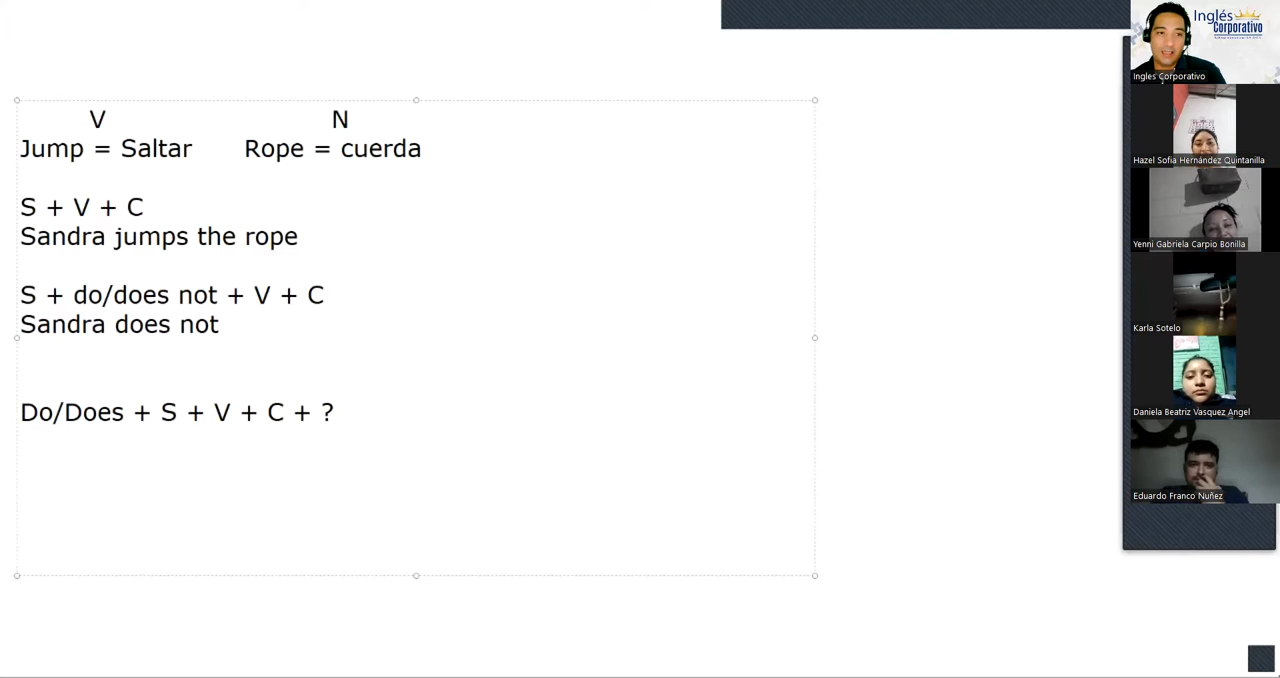 V N
Jump = Saltar Rope = cuerda
S + V + C
Sandra jumps the rope
S + do/does not + V + C
Sandra does not
Do/Does + S + V + C + ?
Inglés
Corporativo
Ingles Corporativo
Hazel Sofia Hernández Quintanilla
Yenni Gabriela Carpio Bonilla
Karla Sotelo
Daniela Beatriz Vasquez Angel
Eduardo Franco Nuñez